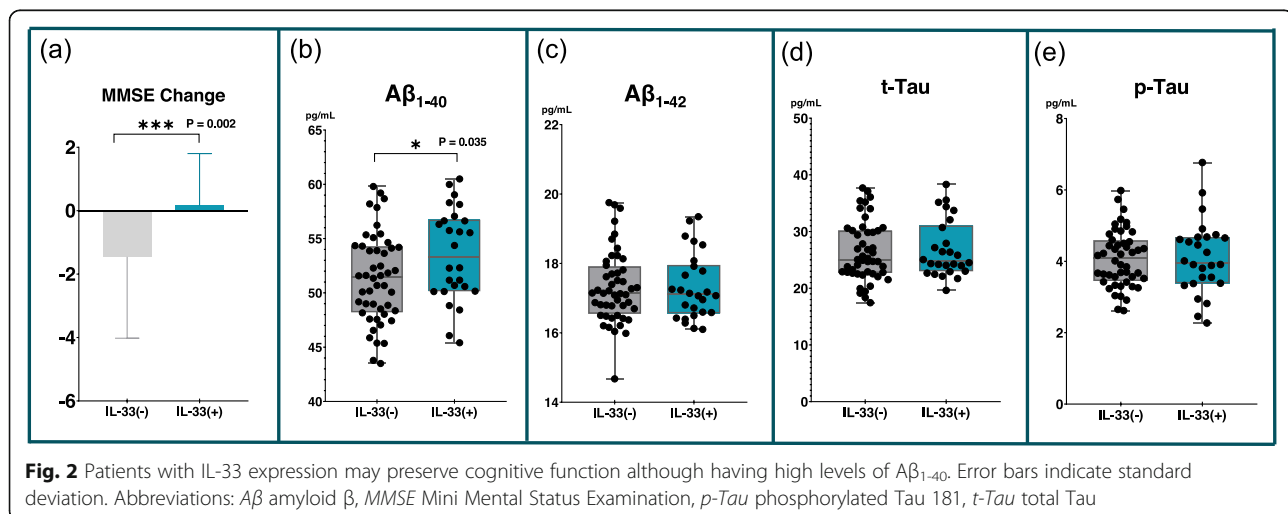 (a)
MMSE Change
*** P = 0.002
2
0
-2
-4
-6
IL-33(-) IL-33(+)
(b)
Aβ1-40
pg/mL
* P = 0.035
65
60
55
50
45
40
IL-33(-) IL-33(+)
(c)
Aβ1-42
pg/mL
22
20
18
16
14
IL-33(-) IL-33(+)
(d)
t-Tau
pg/mL
50
40
30
20
10
0
IL-33(-) IL-33(+)
(e)
p-Tau
pg/mL
8
6
4
2
0
IL-33(-) IL-33(+)
Fig. 2 Patients with IL-33 expression may preserve cognitive function although having high levels of Aβ1-40. Error bars indicate standard
deviation. Abbreviations: Aβ amyloid β, MMSE Mini Mental Status Examination, p-Tau phosphorylated Tau 181, t-Tau total Tau